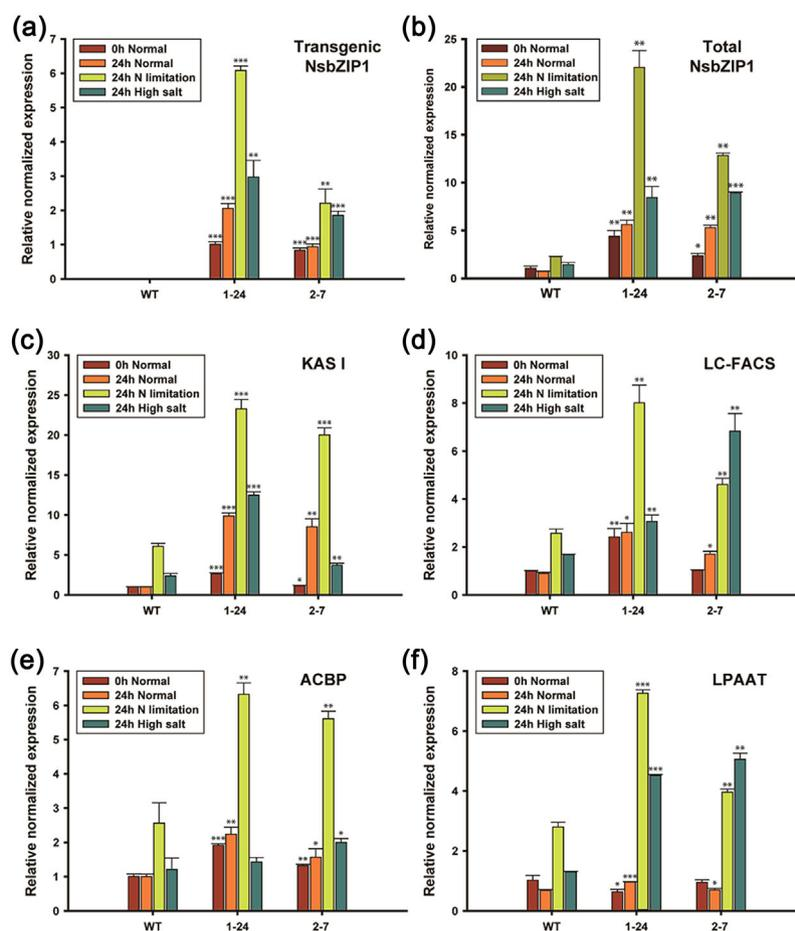 (a)
Relative normalized expression
7
6
5
4
3
2
1
0
0h Normal
24h Normal
24h N limitation
24h High salt
Transgenic
NsbZIP1
***
***
***
**
***
***
**
***
WT
1-24
2-7
(b)
Relative normalized expression
25
20
15
10
5
0
0h Normal
24h Normal
24h N limitation
24h High salt
Total
NsbZIP1
**
**
**
**
*
**
**
***
WT
1-24
2-7
(c)
Relative normalized expression
30
25
20
15
10
5
0
0h Normal
24h Normal
24h N limitation
24h High salt
KAS I
***
***
***
***
*
**
***
**
WT
1-24
2-7
(d)
Relative normalized expression
10
8
6
4
2
0
0h Normal
24h Normal
24h N limitation
24h High salt
LC-FACS
**
*
**
**
*
**
**
WT
1-24
2-7
(e)
Relative normalized expression
7
6
5
4
3
2
1
0
0h Normal
24h Normal
24h N limitation
24h High salt
ACBP
***
**
**
**
*
**
*
WT
1-24
2-7
(f)
Relative normalized expression
8
6
4
2
0
0h Normal
24h Normal
24h N limitation
24h High salt
LPAAT
*
***
***
***
*
**
**
WT
1-24
2-7